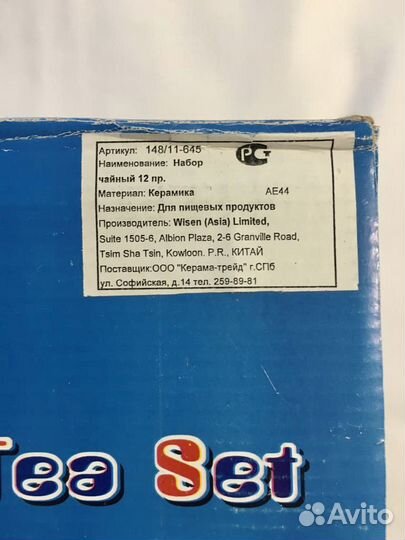 Артикул: 148/11-645
Наименование: Набор
чайный 12 пр.
Материал: Керамика AE44
Назначение: Для пищевых продуктов
Производитель: Wisen (Asia) Limited,
Suite 1505-6, Albion Plaza, 2-6 Granville Road,
Tsim Sha Tsin, Kowloon. P.R., КИТАЙ
Поставщик:ООО "Керама-трейд" г.СПб
ул. Софийская, д.14 тел. 259-89-81
Tea Set
Avito